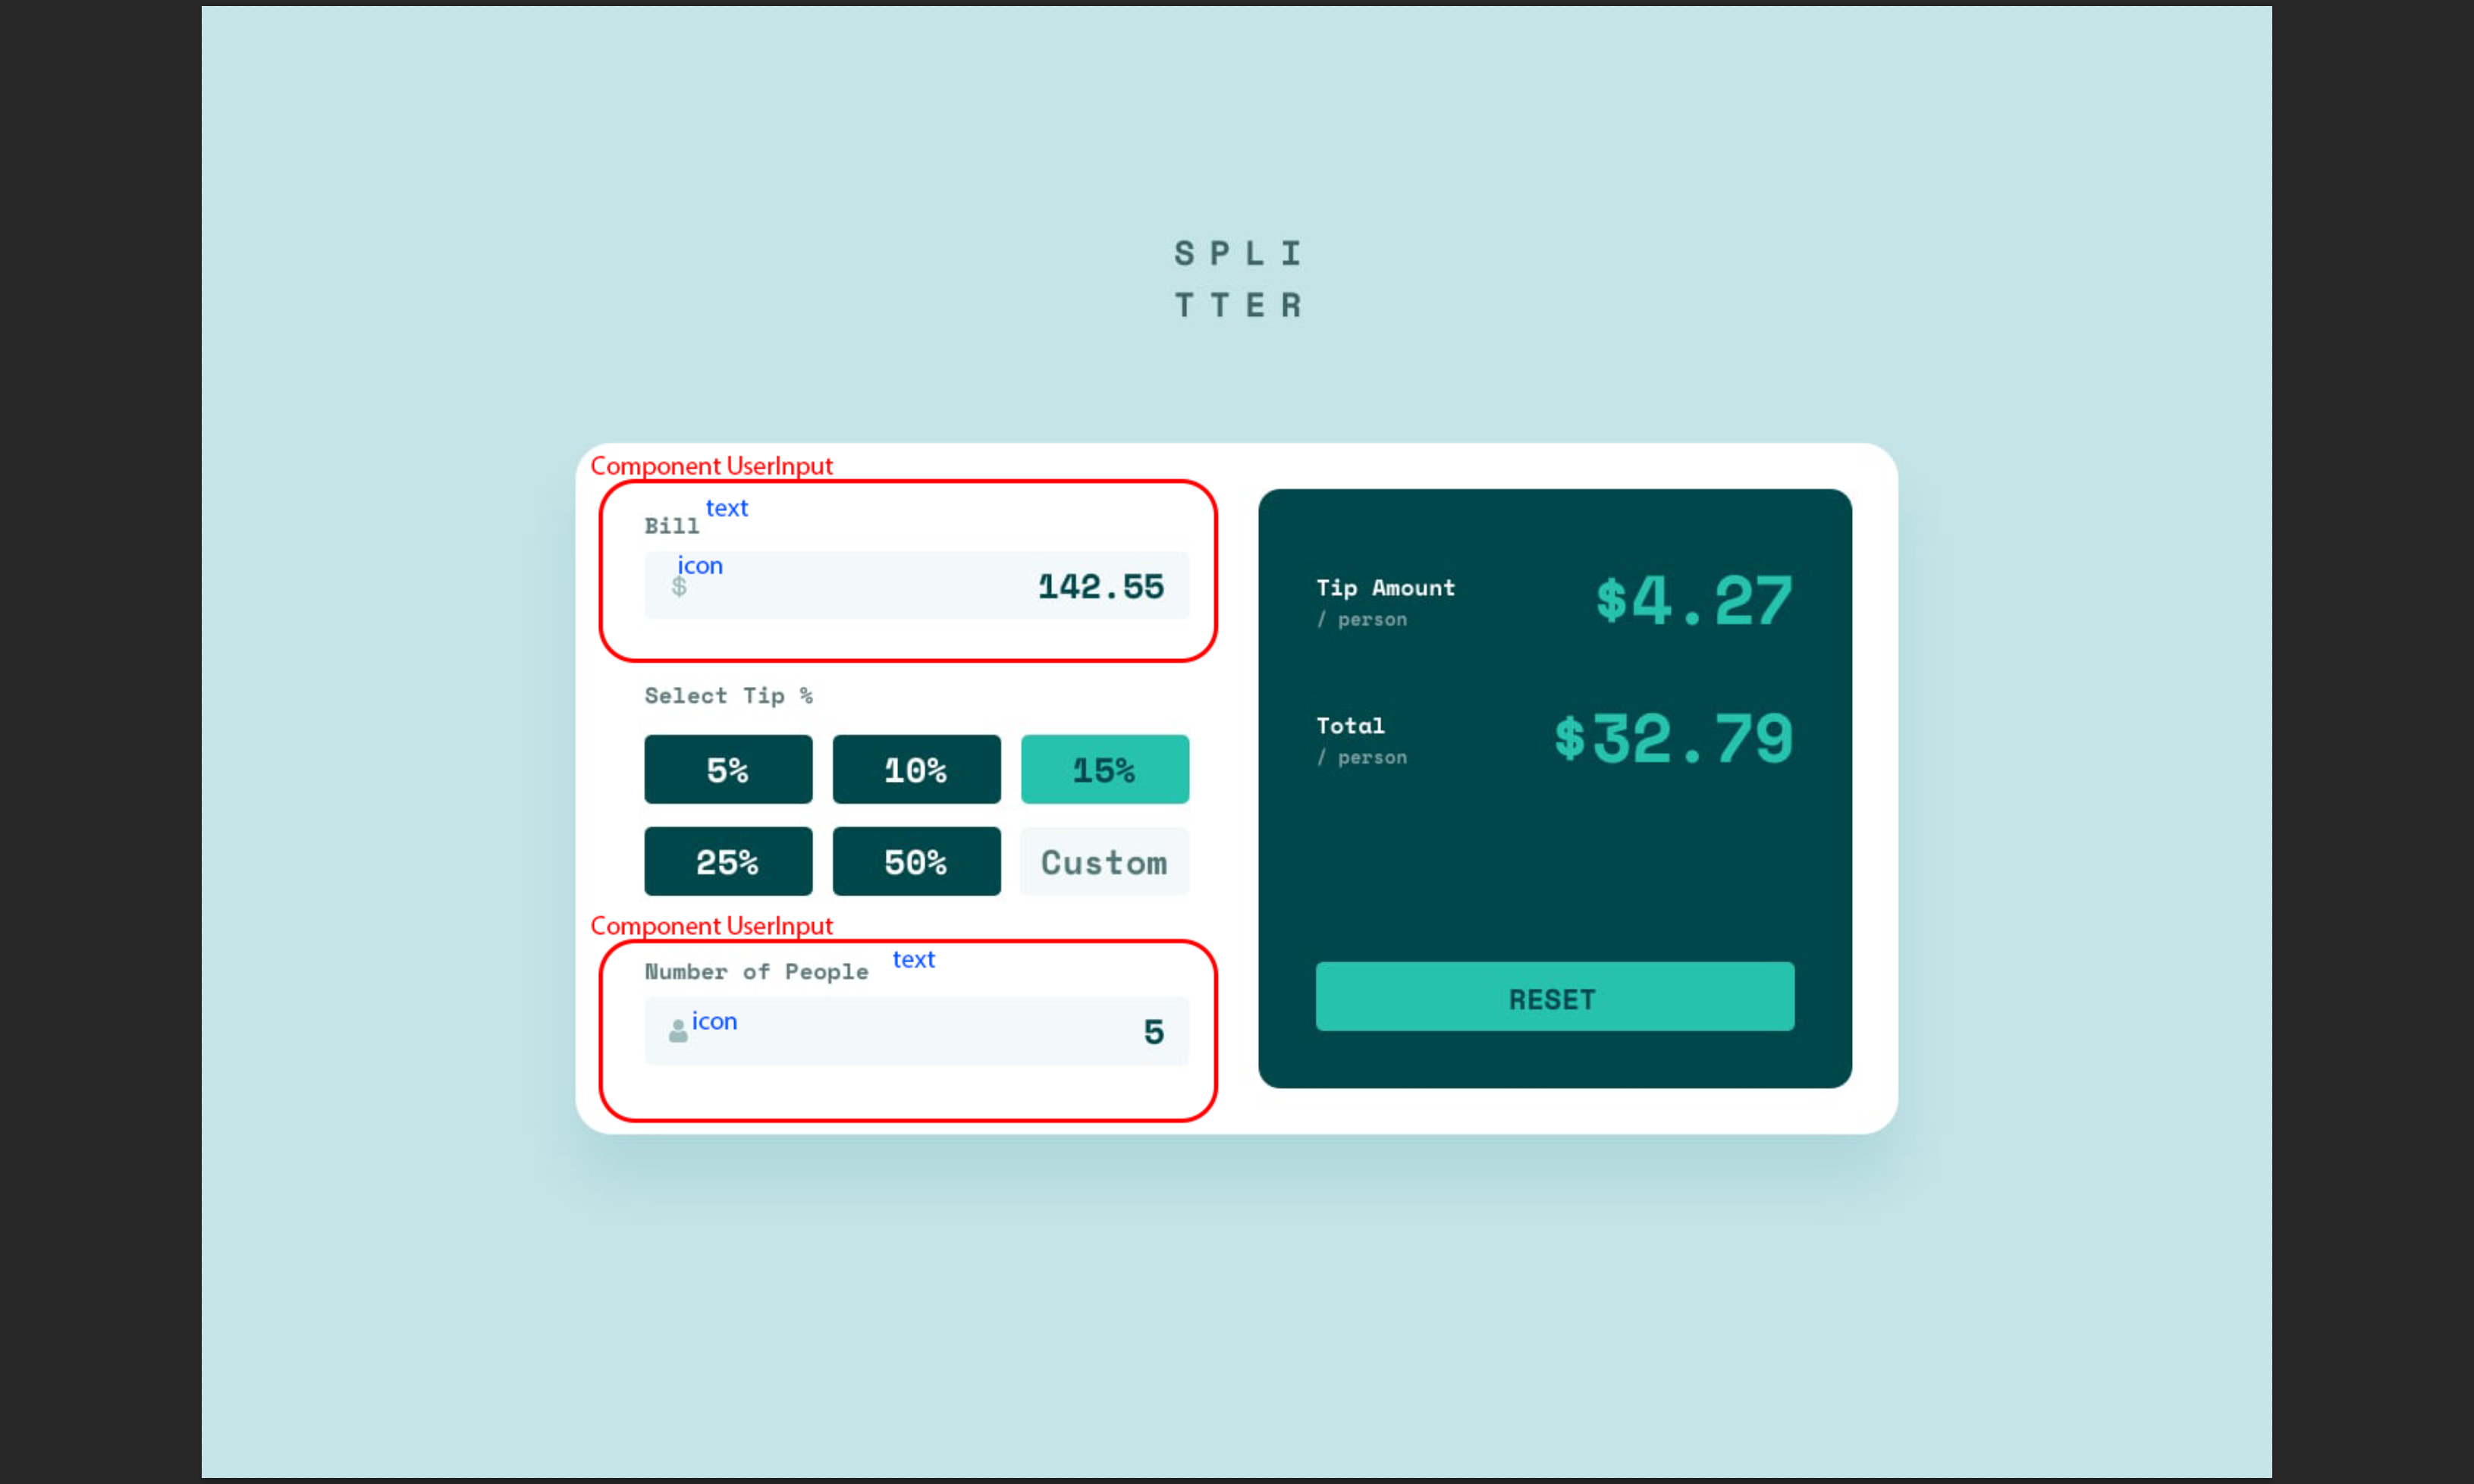 SPLI
TTER
Component UserInput
text
Bill
icon
$
142.55
Select Tip %
5%
10%
15%
25%
50%
Custom
Component UserInput
text
Number of People
icon
5
Tip Amount
/ person
$4.27
Total
/ person
$32.79
RESET